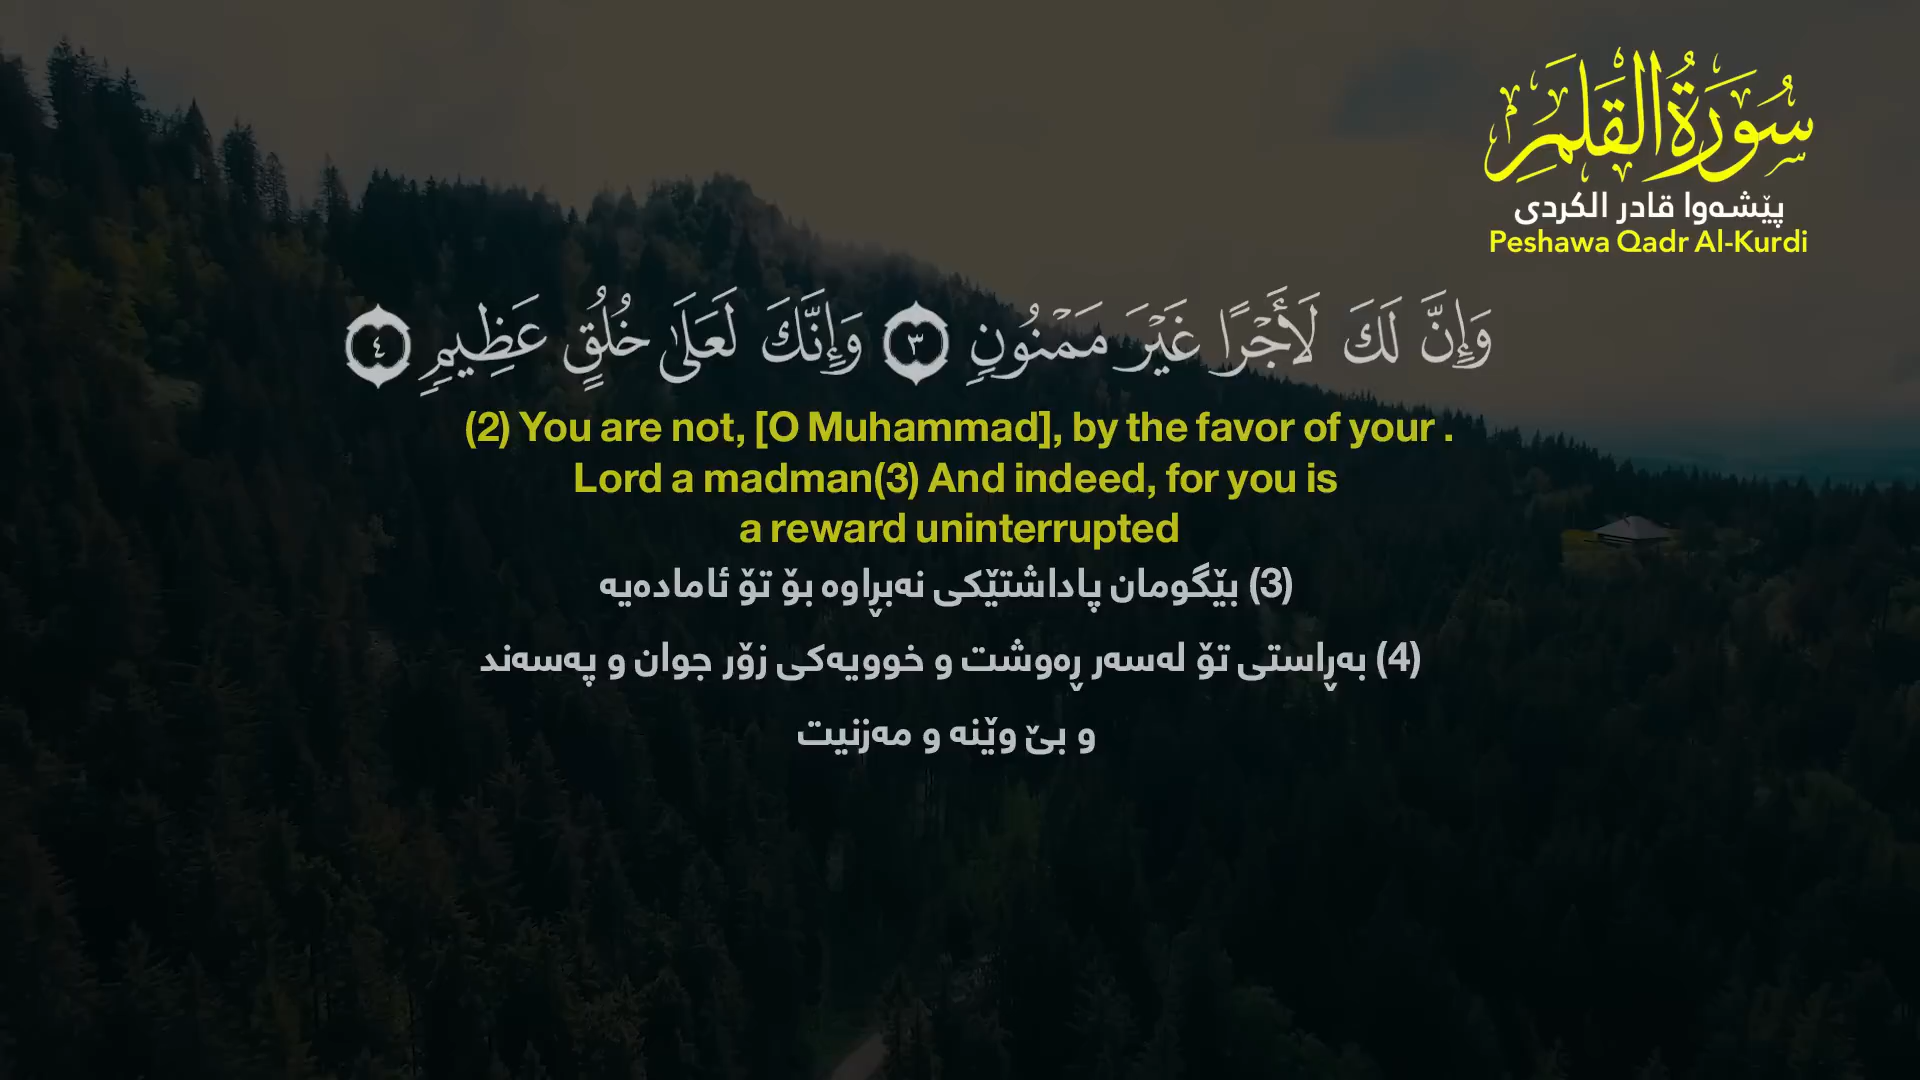 سُورَةُ الْقَلَمِ
پێشەوا قادر الكردی
Peshawa Qadr Al-Kurdi
وَإِنَّ لَكَ لَأَجْرًا غَيْرَ مَمْنُونٍ ٣ وَإِنَّكَ لَعَلَىٰ خُلُقٍ عَظِيمٍ ٤
(2) You are not, [O Muhammad], by the favor of your .
Lord a madman(3) And indeed, for you is
a reward uninterrupted
(3) بێگومان پاداشتێکی نەبڕاوە بۆ تۆ ئامادەیە
(4) بەڕاستی تۆ لەسەر ڕەوشت و خوویەکی زۆر جوان و پەسەند
و بێ وێنە و مەزنیت